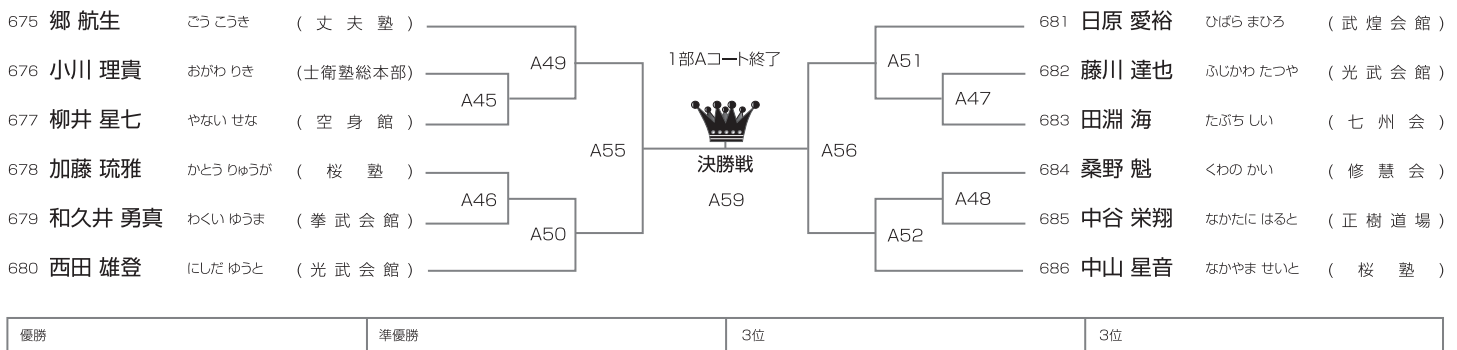 675 郷 航生 ごう こうき ( 丈 夫 塾 )
676 小川 理貴 おがわ りき (士衛塾総本部)
677 柳井 星七 やない せな ( 空 身 館 )
678 加藤 琉雅 かとう りゅうが ( 桜 塾 )
679 和久井 勇真 わくい ゆうま ( 拳 武 会 館 )
680 西田 雄登 にしだ ゆうと ( 光 武 会 館 )
A49
A45
A55
A46
A50
1部Aコート終了
決勝戦
A59
A51
A47
A56
A48
A52
681 日原 愛裕 ひばら まひろ ( 武 煌 会 館 )
682 藤川 達也 ふじかわ たつや ( 光 武 会 館 )
683 田淵 海 たぶち しい ( 七 州 会 )
684 桑野 魁 くわの かい ( 修 慧 会 )
685 中谷 栄翔 なかたに はると ( 正 樹 道 場 )
686 中山 星音 なかやま せいと ( 桜 塾 )
優勝 準優勝 3位 3位